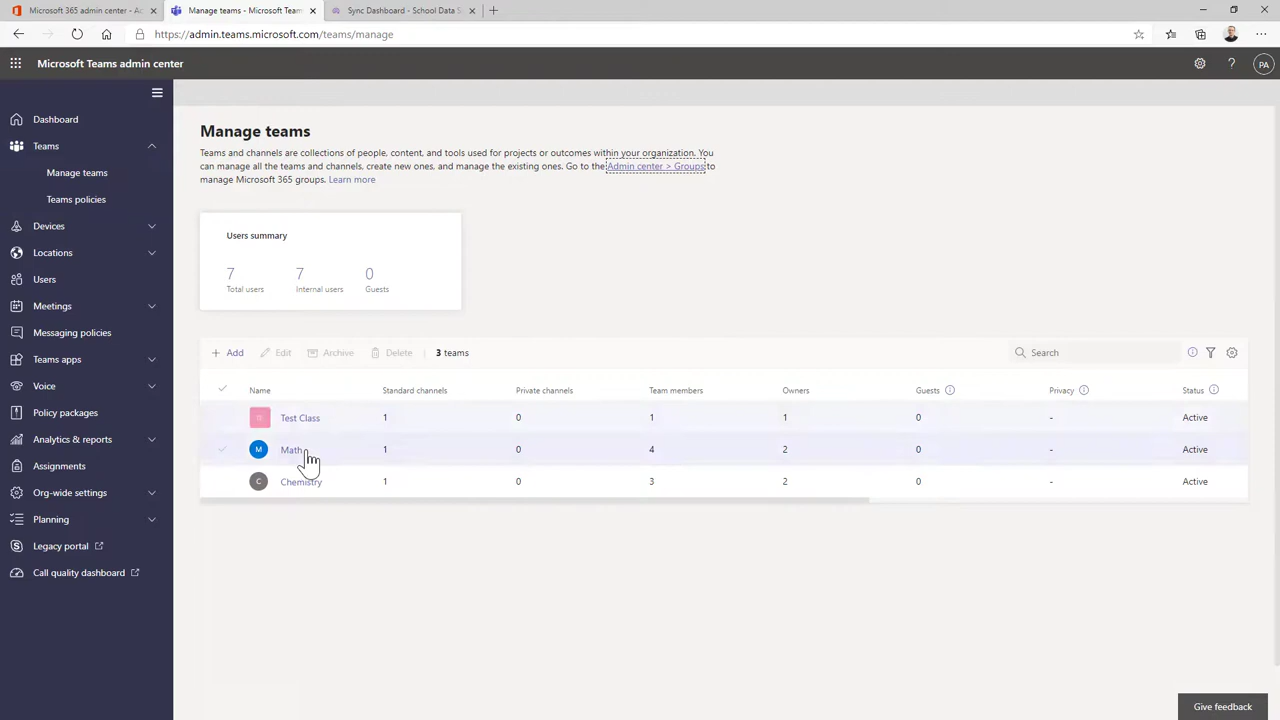 Microsoft 365 admin center - Ac
Manage teams - Microsoft Team
Sync Dashboard - School Data S
https://admin.teams.microsoft.com/teams/manage
Microsoft Teams admin center
PA
Dashboard
Teams
Manage teams
Teams policies
Devices
Locations
Users
Meetings
Messaging policies
Teams apps
Voice
Policy packages
Analytics & reports
Assignments
Org-wide settings
Planning
Legacy portal
Call quality dashboard
Manage teams
Teams and channels are collections of people, content, and tools used for projects or outcomes within your organization. You
can manage all the teams and channels, create new ones, and manage the existing ones. Go to the Admin center > Groups to
manage Microsoft 365 groups. Learn more
Users summary
7 7 0
Total users Internal users Guests
+ Add Edit Archive Delete | 3 teams Search
Name Standard channels Private channels Team members Owners Guests Privacy Status
Test Class 1 0 1 1 0 - Active
M Math 1 0 4 2 0 - Active
C Chemistry 1 0 3 2 0 - Active
Give feedback